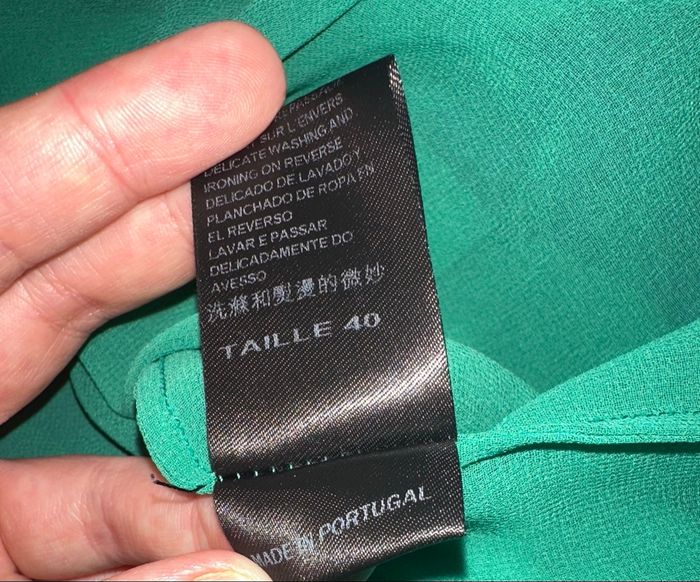 SUR L'ENVERS
DELICATE WASHING AND
IRONING ON REVERSE
DELICADO DE LAVADO Y
PLANCHADO DE ROPA EN
EL REVERSO
LAVAR E PASSAR
DELICADAMENTE DO
AVESSO
洗滌和熨燙的微妙
TAILLE 40
MADE IN PORTUGAL